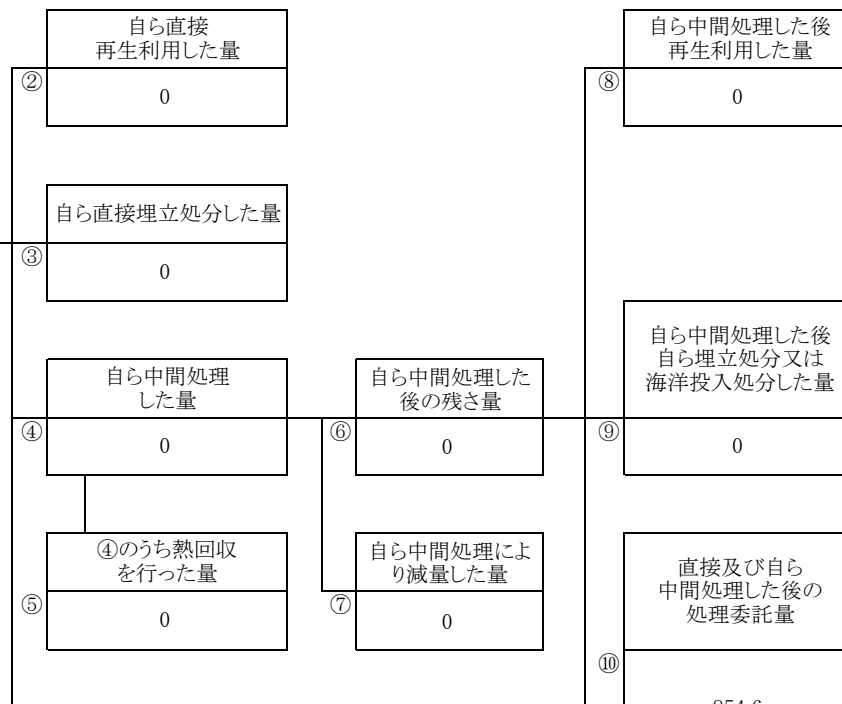 自ら直接
再生利用した量
②
0
自ら直接埋立処分した量
③
0
自ら中間処理
した量
④
0
④のうち熱回収
を行った量
⑤
0
自ら中間処理した
後の残さ量
⑥
0
自ら中間処理によ
り減量した量
⑦
0
自ら中間処理した後
再生利用した量
⑧
0
自ら中間処理した後
自ら埋立処分又は
海洋投入処分した量
⑨
0
直接及び自ら
中間処理した後の
処理委託量
⑩